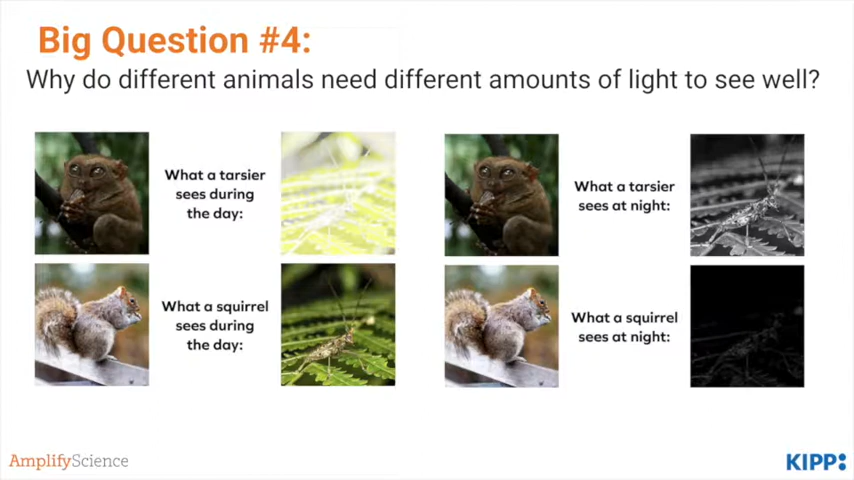 Big Question #4:
Why do different animals need different amounts of light to see well?
What a tarsier
sees during
the day:
What a tarsier
sees at night:
What a squirrel
sees during
the day:
What a squirrel
sees at night:
AmplifyScience
KIPP: